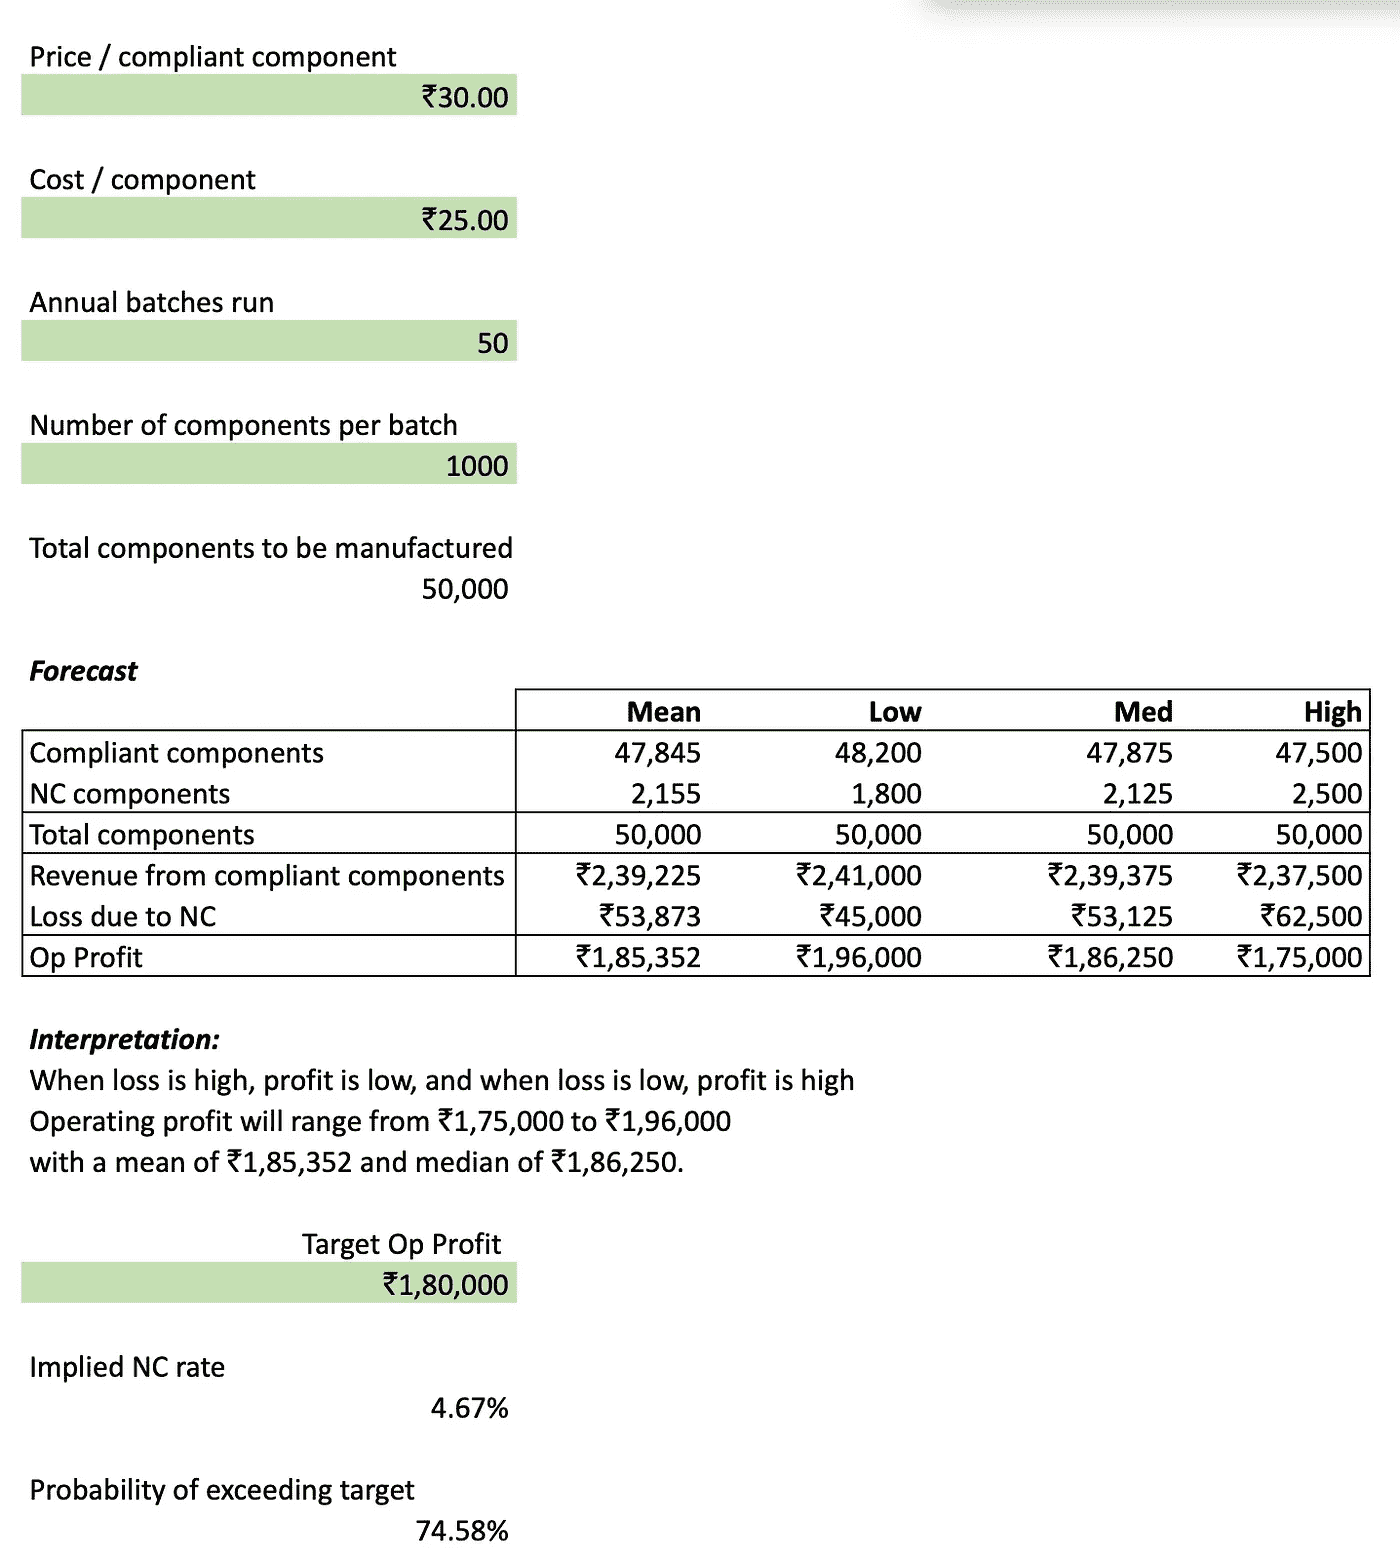 Price / compliant component
₹30.00
Cost / component
₹25.00
Annual batches run
50
Number of components per batch
1000
Total components to be manufactured
50,000
Forecast
Mean Low Med High
Compliant components 47,845 48,200 47,875 47,500
NC components 2,155 1,800 2,125 2,500
Total components 50,000 50,000 50,000 50,000
Revenue from compliant components ₹2,39,225 ₹2,41,000 ₹2,39,375 ₹2,37,500
Loss due to NC ₹53,873 ₹45,000 ₹53,125 ₹62,500
Op Profit ₹1,85,352 ₹1,96,000 ₹1,86,250 ₹1,75,000
Interpretation:
When loss is high, profit is low, and when loss is low, profit is high
Operating profit will range from ₹1,75,000 to ₹1,96,000
with a mean of ₹1,85,352 and median of ₹1,86,250.
Target Op Profit
₹1,80,000
Implied NC rate
4.67%
Probability of exceeding target
74.58%